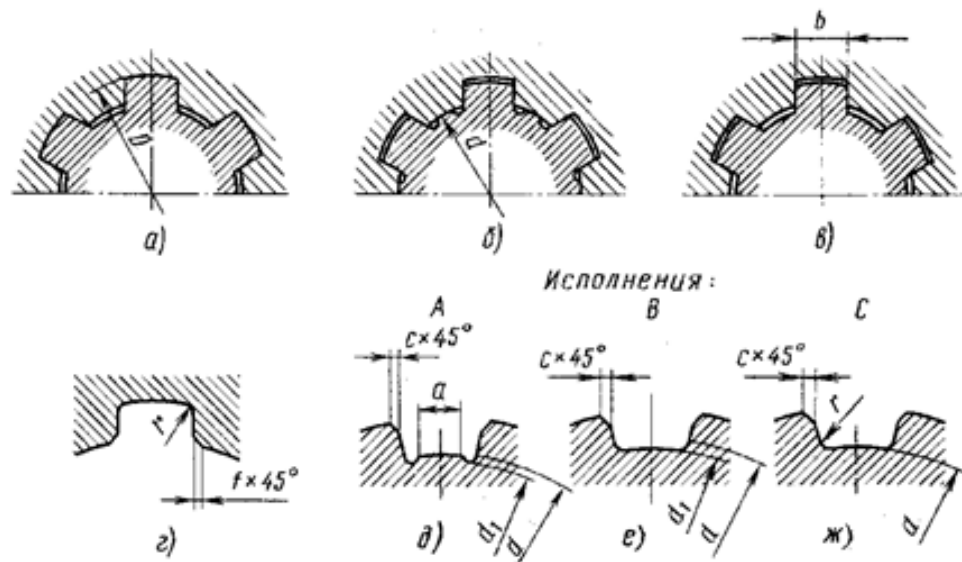 b
D
d
а)
б)
в)
Исполнения:
А В С
c×45° c×45° c×45°
a
r
r
f×45°
d₁
d
d₁
d
d
г) д) е) ж)